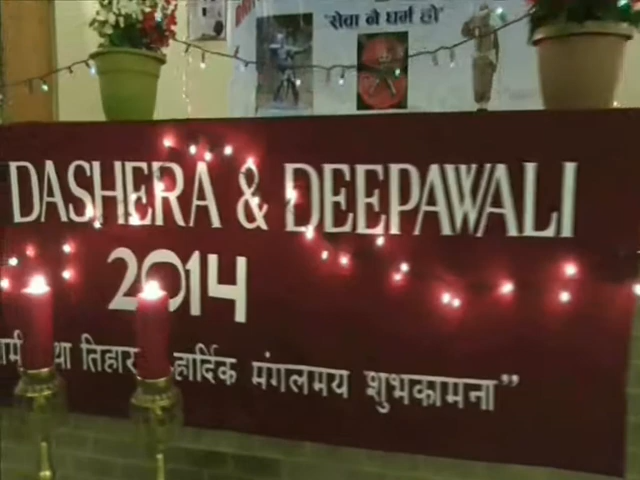 "सेवा नै धर्म हो"
DASHERA & DEEPAWALI
2014
तिहार हार्दिक मंगलमय शुभकामना”